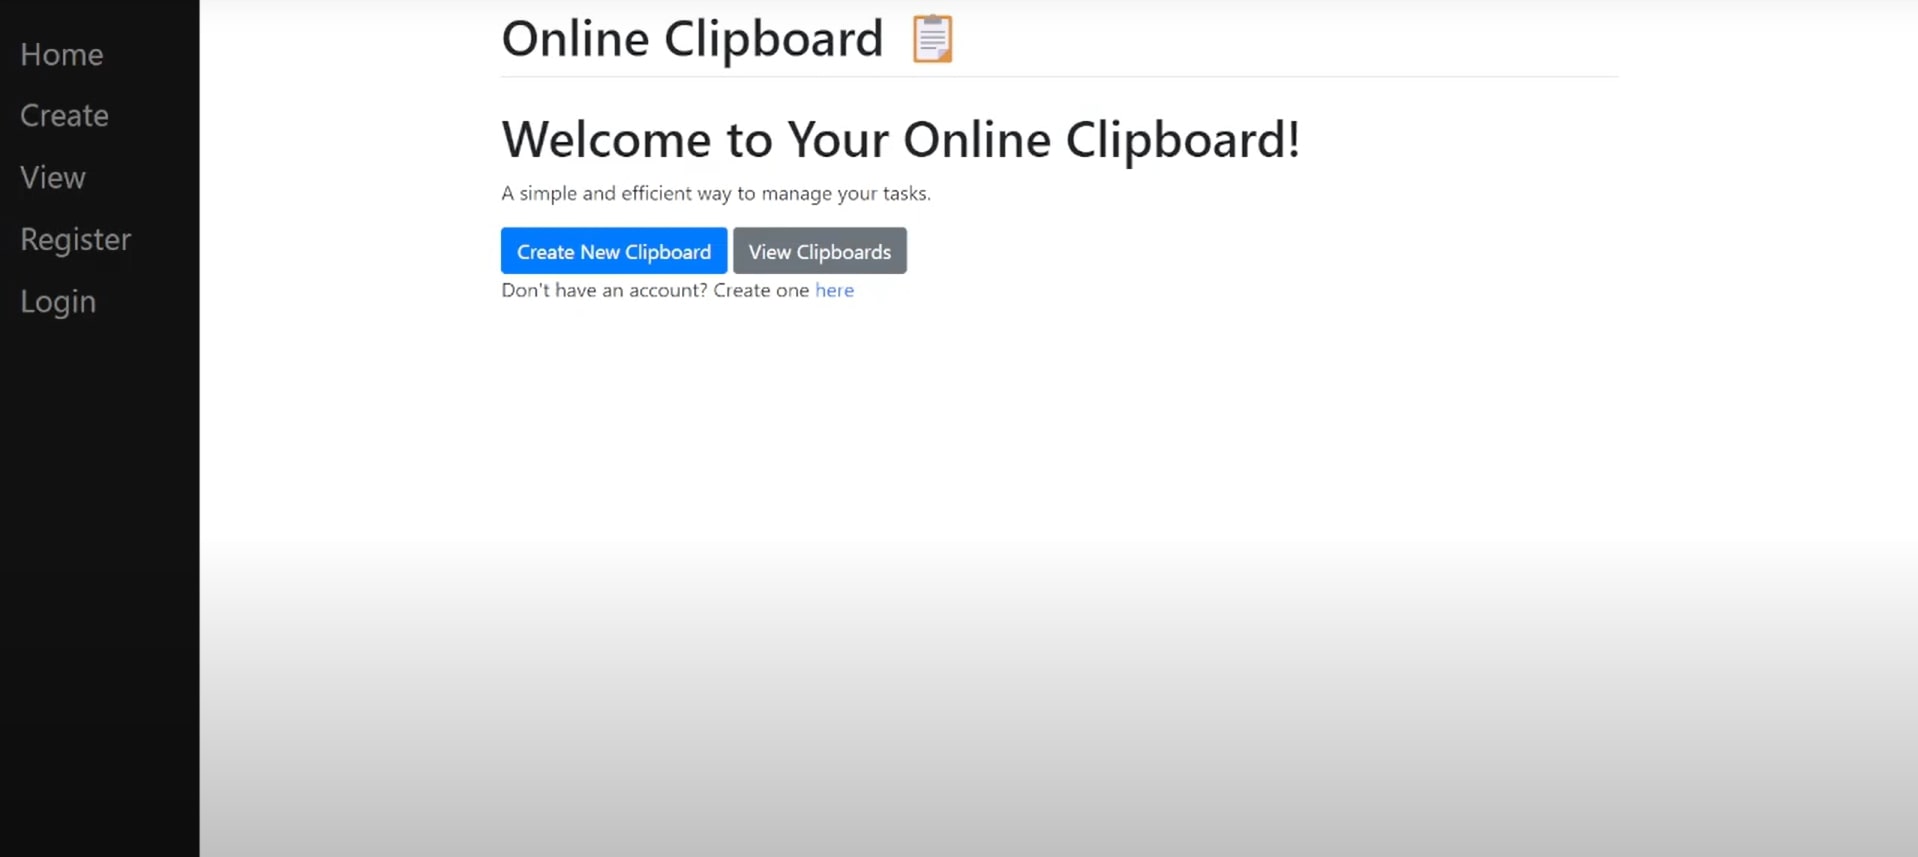 Home
Create
View
Register
Login
Online Clipboard
Welcome to Your Online Clipboard!
A simple and efficient way to manage your tasks.
Create New Clipboard
View Clipboards
Don't have an account? Create one here